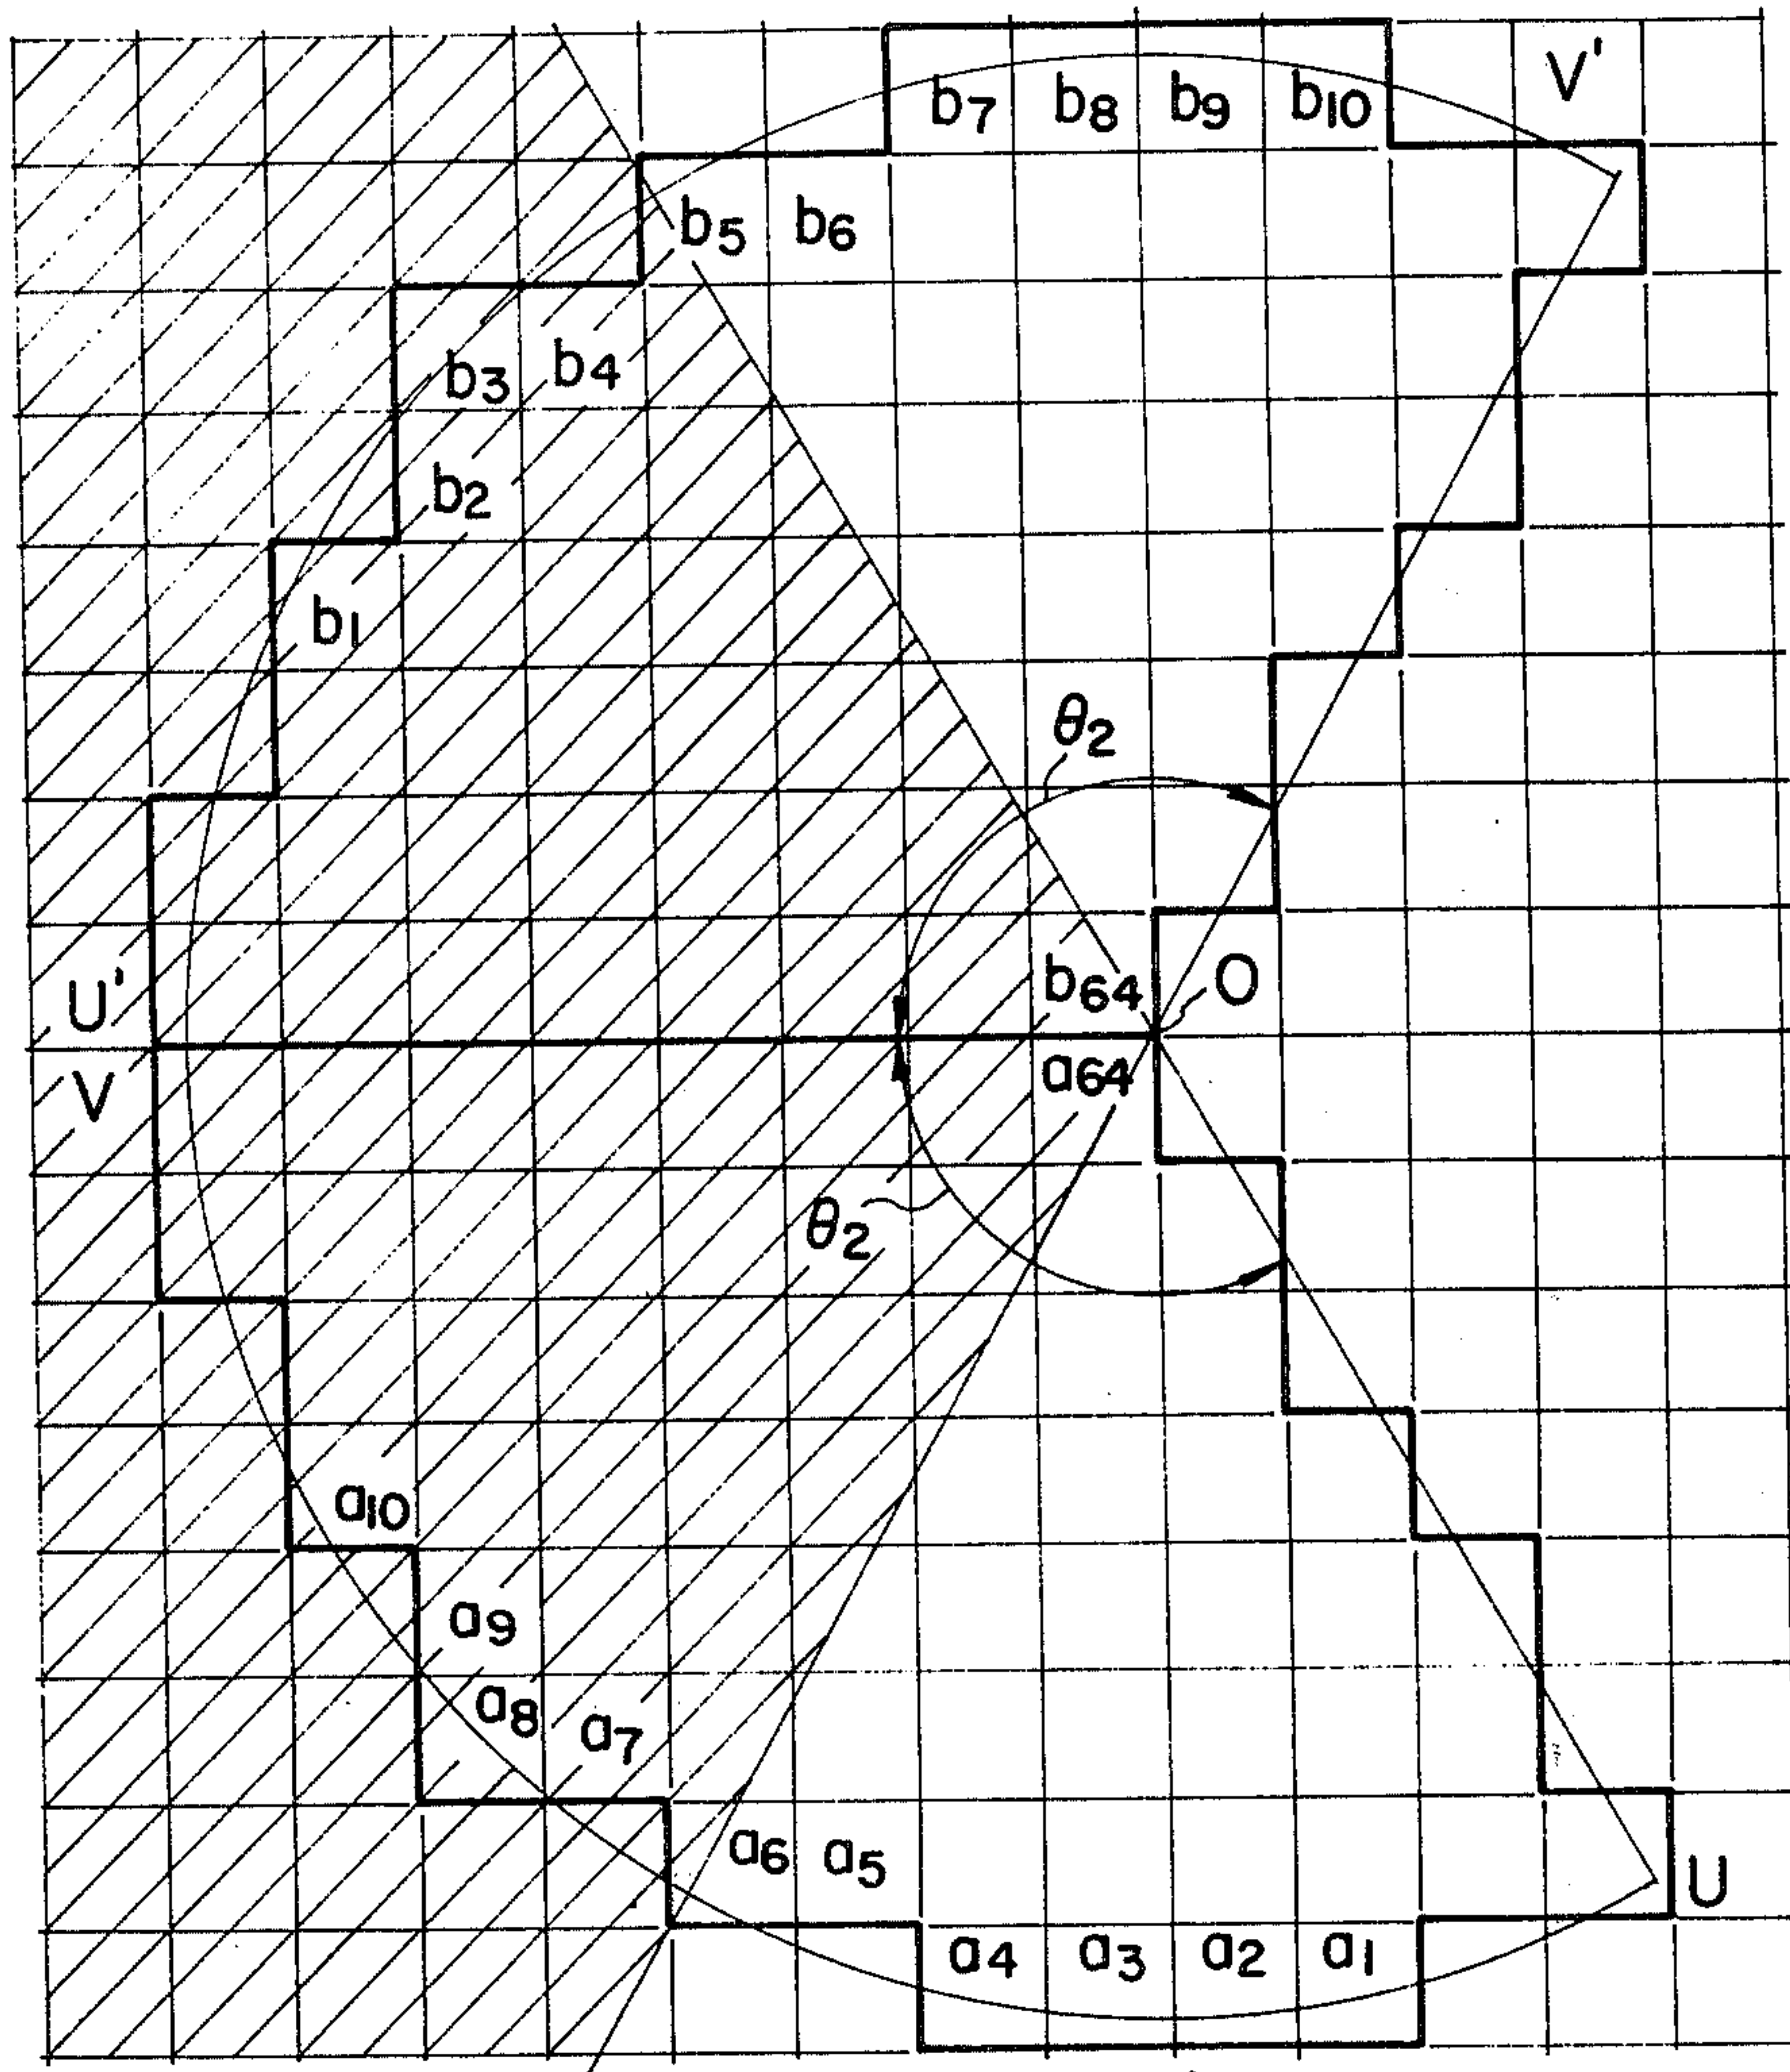 V'
b7 b8 b9 b10
b5 b6
b3 b4
b2
b1
θ2
U' b64 O
V a64
θ2
a10
a9
a8 a7
a6 a5 U
a4 a3 a2 a1